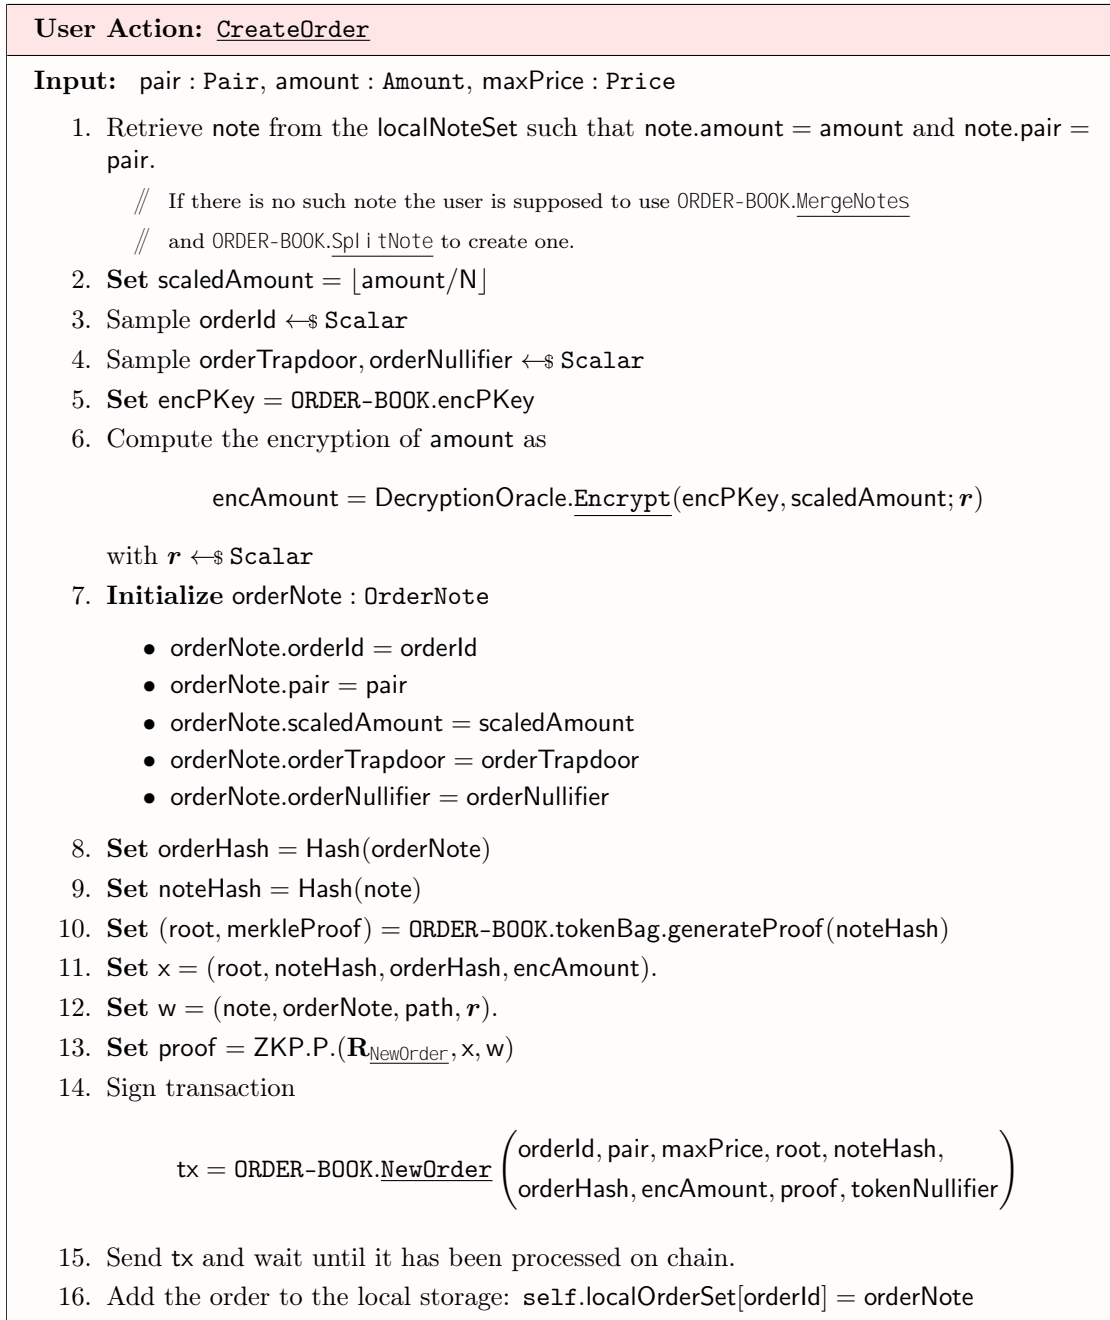 User Action: CreateOrder
Input: pair : Pair, amount : Amount, maxPrice : Price
1. Retrieve note from the localNoteSet such that note.amount = amount and note.pair =
pair.
// If there is no such note the user is supposed to use ORDER-BOOK.MergeNotes
// and ORDER-BOOK.SplitNote to create one.
2. Set scaledAmount = ⌊amount/N⌋
3. Sample orderId ←$ Scalar
4. Sample orderTrapdoor, orderNullifier ←$ Scalar
5. Set encPKey = ORDER-BOOK.encPKey
6. Compute the encryption of amount as
encAmount = DecryptionOracle.Encrypt(encPKey, scaledAmount; r)
with r ←$ Scalar
7. Initialize orderNote : OrderNote
• orderNote.orderId = orderId
• orderNote.pair = pair
• orderNote.scaledAmount = scaledAmount
• orderNote.orderTrapdoor = orderTrapdoor
• orderNote.orderNullifier = orderNullifier
8. Set orderHash = Hash(orderNote)
9. Set noteHash = Hash(note)
10. Set (root, merkleProof) = ORDER-BOOK.tokenBag.generateProof(noteHash)
11. Set x = (root, noteHash, orderHash, encAmount).
12. Set w = (note, orderNote, path, r).
13. Set proof = ZKP.P.(R_NewOrder, x, w)
14. Sign transaction
tx = ORDER-BOOK.NewOrder (orderId, pair, maxPrice, root, noteHash,
orderHash, encAmount, proof, tokenNullifier)
15. Send tx and wait until it has been processed on chain.
16. Add the order to the local storage: self.localOrderSet[orderId] = orderNote